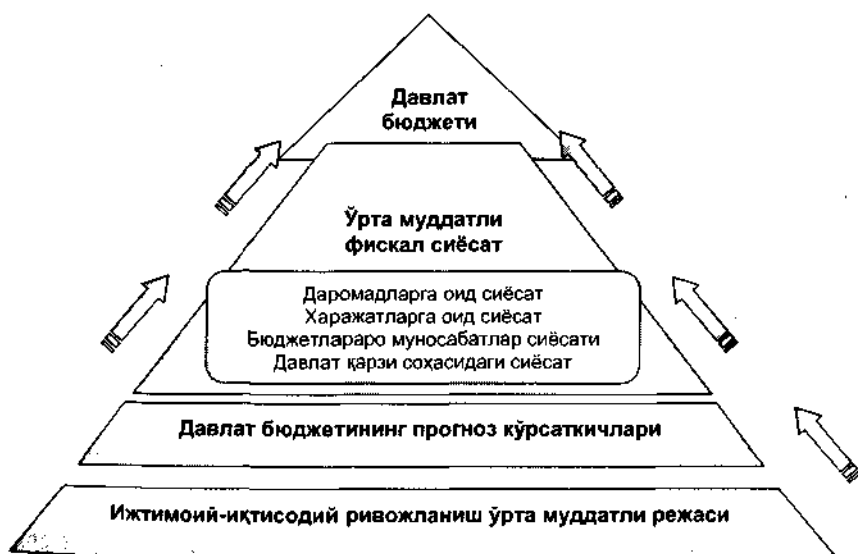 Давлат
бюджети
Ўрта муддатли
фискал сиёсат
Даромадларга оид сиёсат
Харажатларга оид сиёсат
Бюджетлараро муносабатлар сиёсати
Давлат қарзи соҳасидаги сиёсат
Давлат бюджетининг прогноз кўрсаткичлари
Ижтимоий-иқтисодий ривожланиш ўрта муддатли режаси